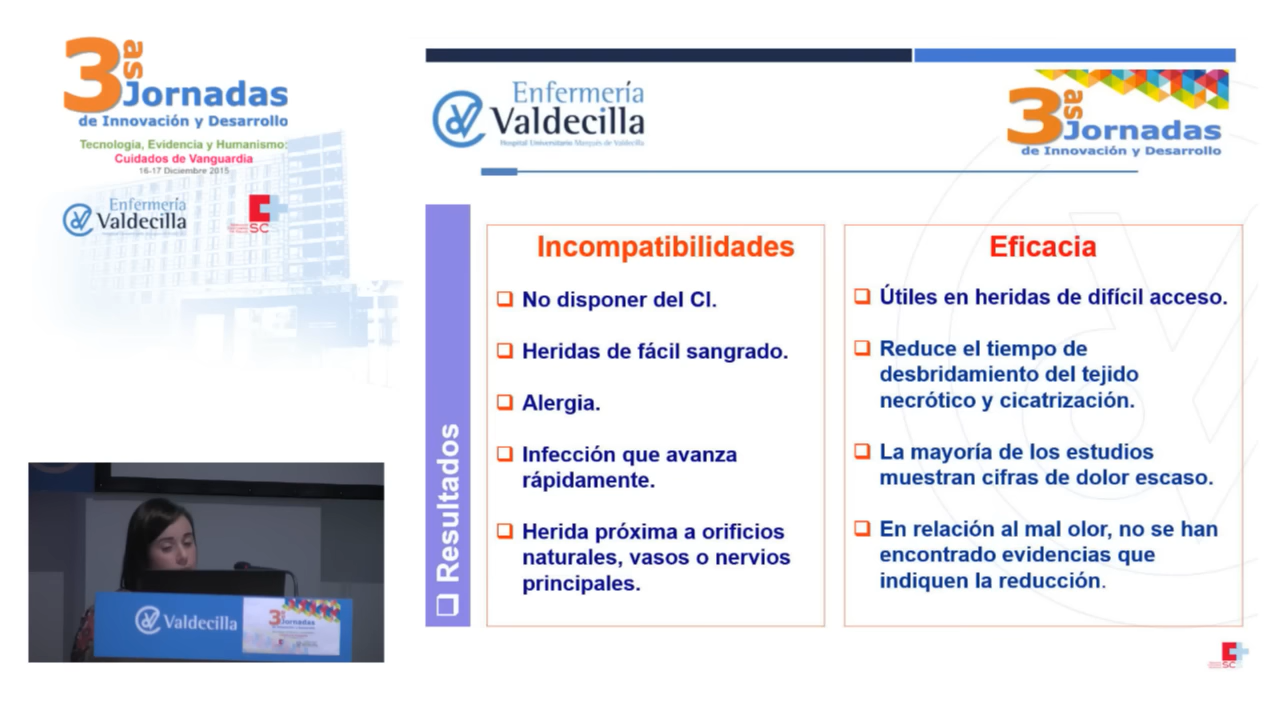 3as Jornadas
de Innovación y Desarrollo
Tecnología, Evidencia y Humanismo:
Cuidados de Vanguardia
16-17 Diciembre 2015
Enfermería
Valdecilla
SC
Enfermería
Valdecilla
Hospital Universitario Marqués de Valdecilla
3as Jornadas
de Innovación y Desarrollo
❑ Resultados
Incompatibilidades
❑ No disponer del CI.
❑ Heridas de fácil sangrado.
❑ Alergia.
❑ Infección que avanza
rápidamente.
❑ Herida próxima a orificios
naturales, vasos o nervios
principales.
Eficacia
❑ Útiles en heridas de difícil acceso.
❑ Reduce el tiempo de
desbridamiento del tejido
necrótico y cicatrización.
❑ La mayoría de los estudios
muestran cifras de dolor escaso.
❑ En relación al mal olor, no se han
encontrado evidencias que
indiquen la reducción.
Valdecilla
3as Jornadas
SC